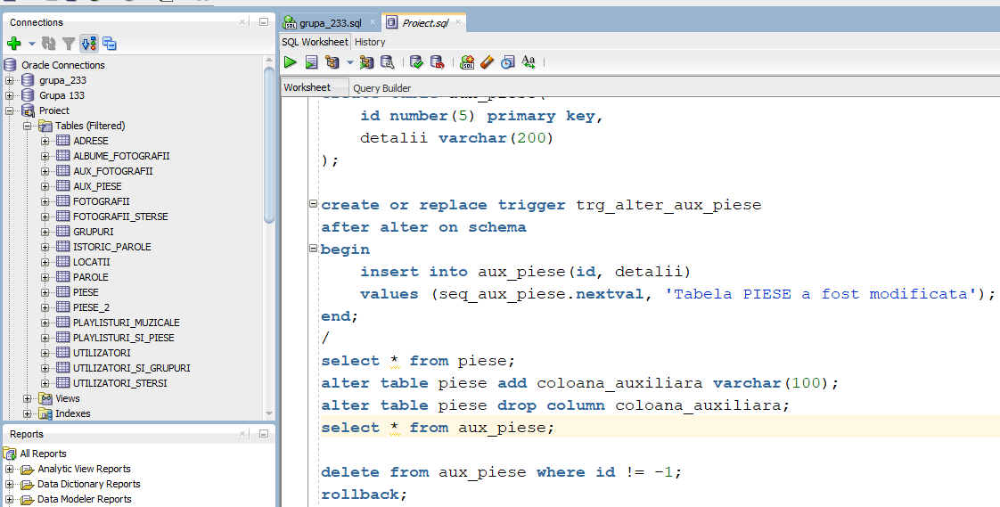 Connections
Oracle Connections
grupa_233
Grupa 133
Proiect
Tables (Filtered)
ADRESE
ALBUME_FOTOGRAFII
AUX_FOTOGRAFII
AUX_PIESE
FOTOGRAFII
FOTOGRAFII_STERSE
GRUPURI
ISTORIC_PAROLE
LOCATII
PAROLE
PIESE
PIESE_2
PLAYLISTURI_MUZICALE
PLAYLISTURI_SI_PIESE
UTILIZATORI
UTILIZATORI_SI_GRUPURI
UTILIZATORI_STERSI
Views
Indexes
Reports
All Reports
Analytic View Reports
Data Dictionary Reports
Data Modeler Reports
grupa_233.sql Proiect.sql
SQL Worksheet History
Worksheet Query Builder
id number(5) primary key,
detalii varchar(200)
);
create or replace trigger trg_alter_aux_piese
after alter on schema
begin
insert into aux_piese(id, detalii)
values (seq_aux_piese.nextval, 'Tabela PIESE a fost modificata');
end;
/
select * from piese;
alter table piese add coloana_auxiliara varchar(100);
alter table piese drop column coloana_auxiliara;
select * from aux_piese;
delete from aux_piese where id != -1;
rollback;